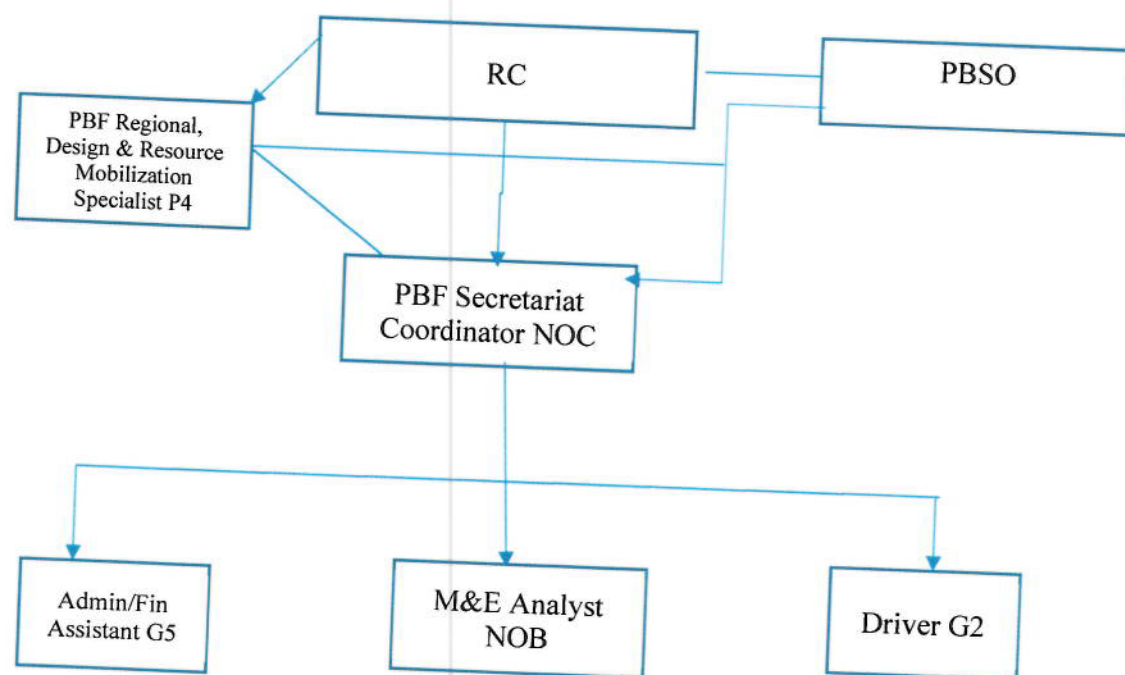 RC
PBSO
PBF Regional,
Design & Resource
Mobilization
Specialist P4
PBF Secretariat
Coordinator NOC
Admin/Fin
Assistant G5
M&E Analyst
NOB
Driver G2